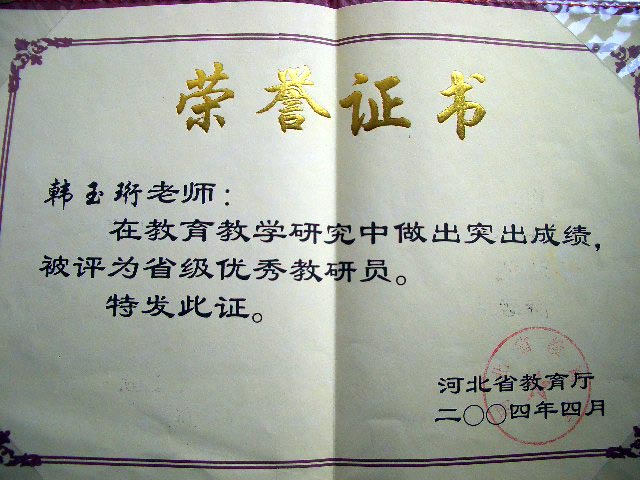 荣誉证书
韩玉珩老师：
在教育教学研究中做出突出成绩，
被评为省级优秀教研员。
特发此证。
河北省教育厅
二〇〇四年四月